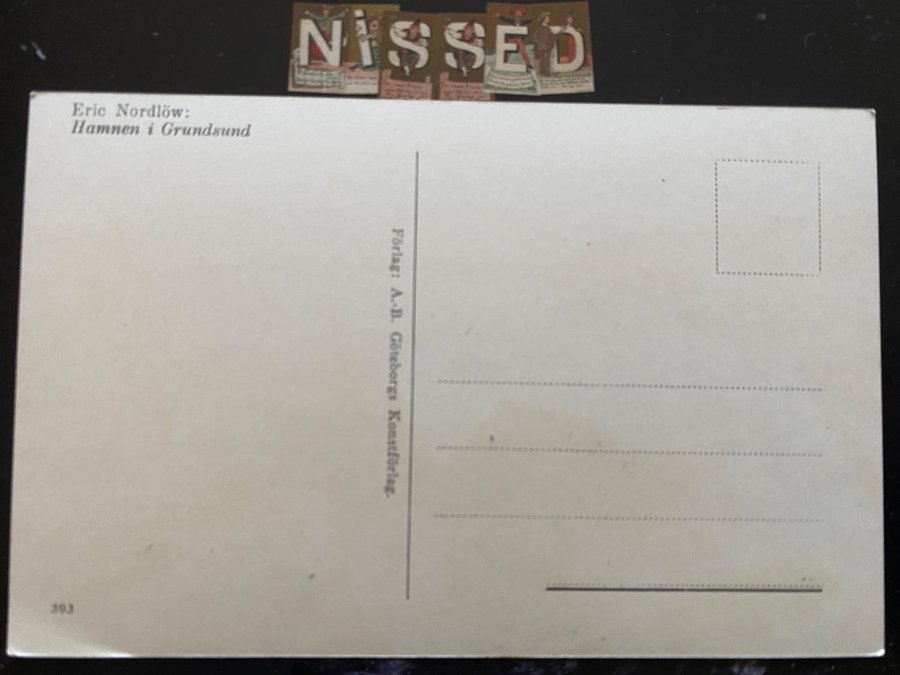 NiSSED
Eric Nordlöw:
Hamnen i Grundsund
Förlag: A.-B. Göteborgs Konstförlag.
393